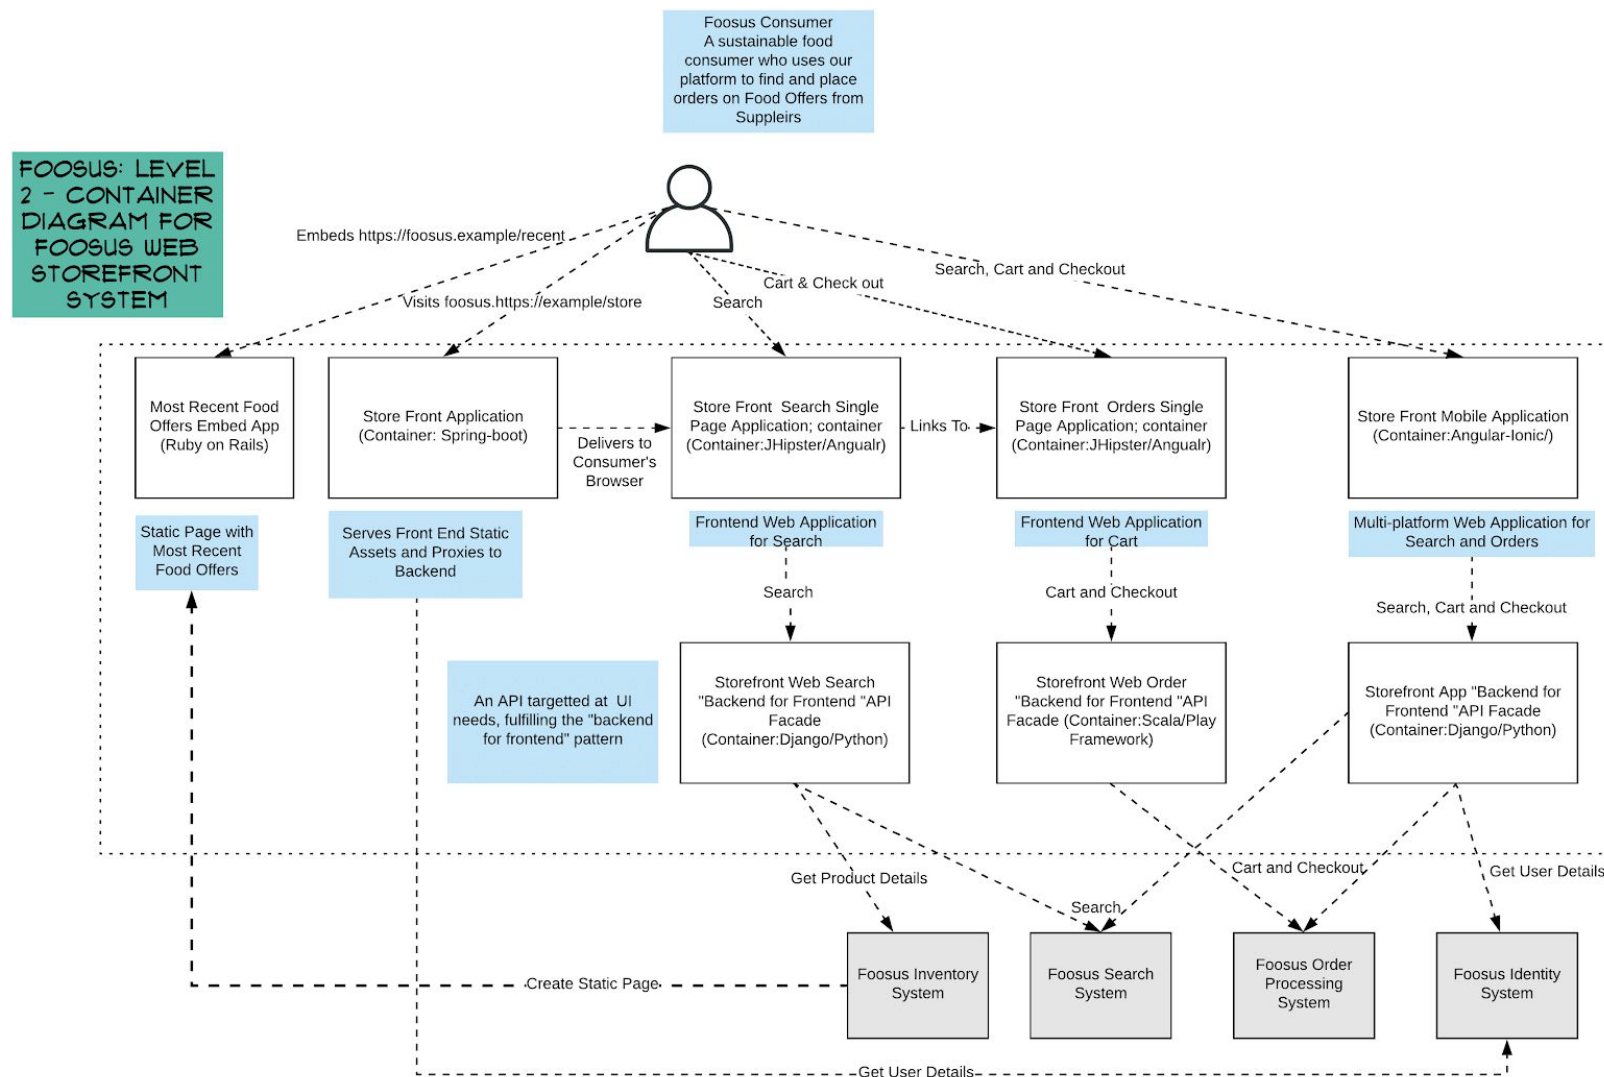 Foosus Consumer
A sustainable food
consumer who uses our
platform to find and place
orders on Food Offers from
Suppleirs
FOOSUS: LEVEL
2 - CONTAINER
DIAGRAM FOR
FOOSUS WEB
STOREFRONT
SYSTEM
Embeds https://foosus.example/recent
Visits foosus.https://example/store
Search
Cart & Check out
Search, Cart and Checkout
Most Recent Food
Offers Embed App
(Ruby on Rails)
Store Front Application
(Container: Spring-boot)
Delivers to
Consumer's
Browser
Store Front  Search Single
Page Application; container
(Container:JHipster/Angualr)
Links To
Store Front  Orders Single
Page Application; container
(Container:JHipster/Angualr)
Store Front Mobile Application
(Container:Angular-Ionic/)
Static Page with
Most Recent
Food Offers
Serves Front End Static
Assets and Proxies to
Backend
Frontend Web Application
for Search
Frontend Web Application
for Cart
Multi-platform Web Application for
Search and Orders
Search
Cart and Checkout
Search, Cart and Checkout
An API targetted at  UI
needs, fulfilling the "backend
for frontend" pattern
Storefront Web Search
"Backend for Frontend "API
Facade
(Container:Django/Python)
Storefront Web Order
"Backend for Frontend "API
Facade (Container:Scala/Play
Framework)
Storefront App "Backend for
Frontend "API Facade
(Container:Django/Python)
Get Product Details
Search
Cart and Checkout
Get User Details
Create Static Page
Foosus Inventory
System
Foosus Search
System
Foosus Order
Processing
System
Foosus Identity
System
Get User Details